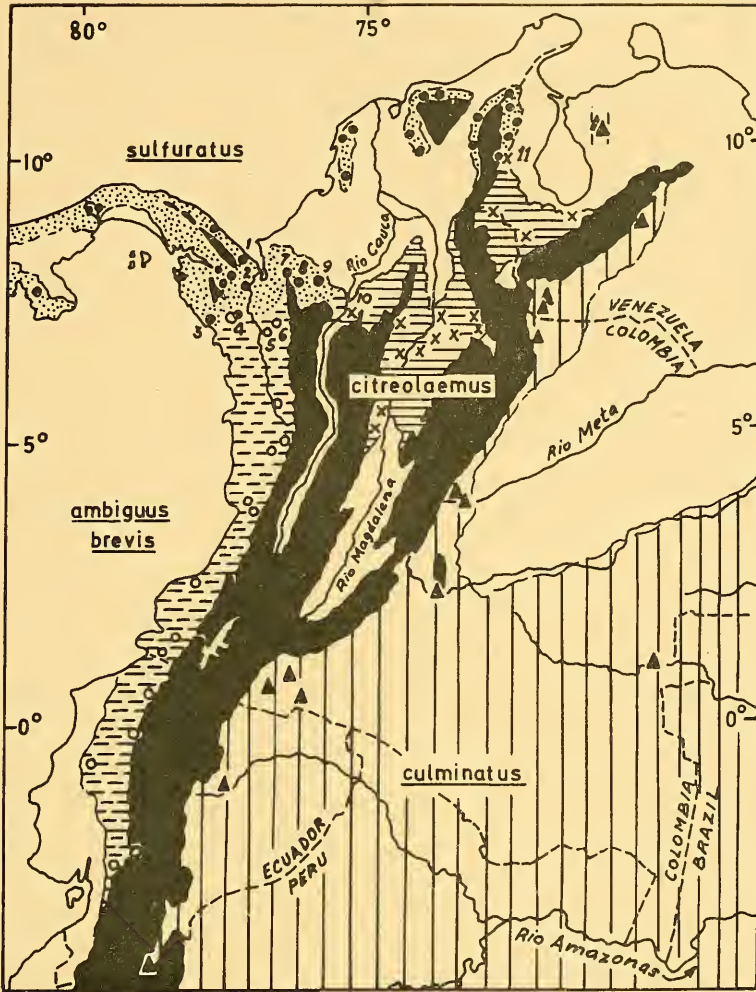 80°
75°
10°
10°
sulfuratus
11
Rio Cauca
1
2
7
8
9
P
3
4
5
6
10
VENEZUELA
COLOMBIA
citreolaemus
5°
5°
Rio Meta
ambiguus
brevis
Rio Magdalena
0°
0°
culminatus
ECUADOR
PERU
COLOMBIA
BRAZIL
Rio Amazonas